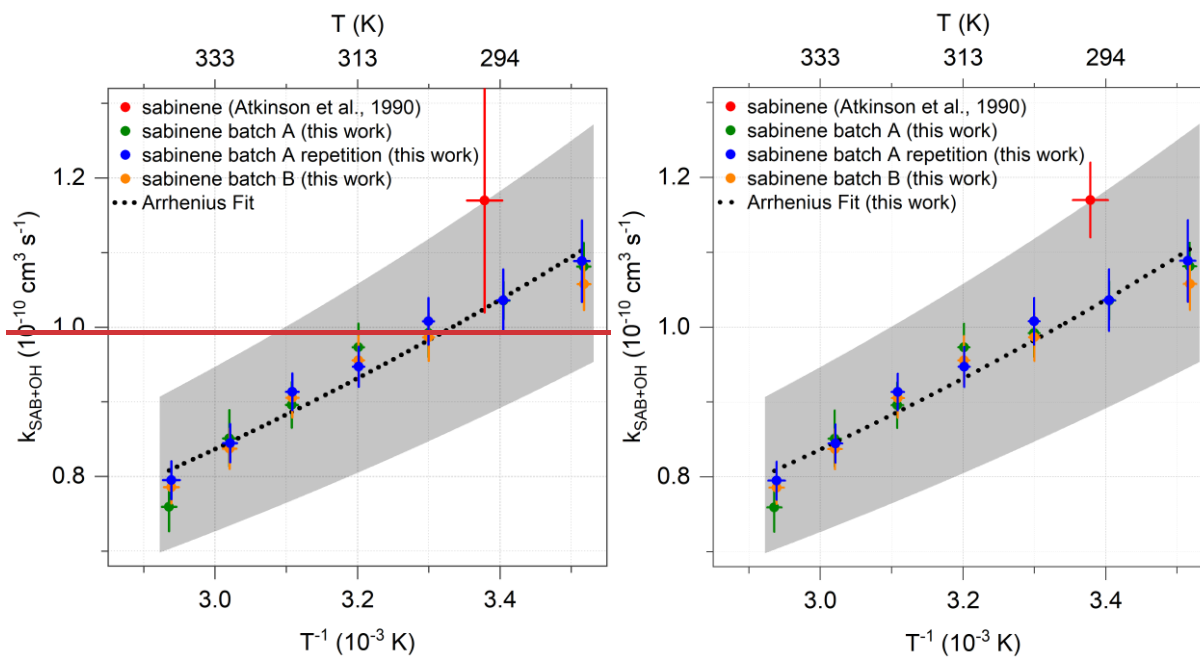 T (K)
333 313 294
sabinene (Atkinson et al., 1990)
sabinene batch A (this work)
sabinene batch A repetition (this work)
sabinene batch B (this work)
Arrhenius Fit
1.2
1.0
0.8
k_SAB+OH (10⁻¹⁰ cm³ s⁻¹)
3.0 3.2 3.4
T⁻¹ (10⁻³ K)
T (K)
333 313 294
sabinene (Atkinson et al., 1990)
sabinene batch A (this work)
sabinene batch A repetition (this work)
sabinene batch B (this work)
Arrhenius Fit (this work)
1.2
1.0
0.8
k_SAB+OH (10⁻¹⁰ cm³ s⁻¹)
3.0 3.2 3.4
T⁻¹ (10⁻³ K)